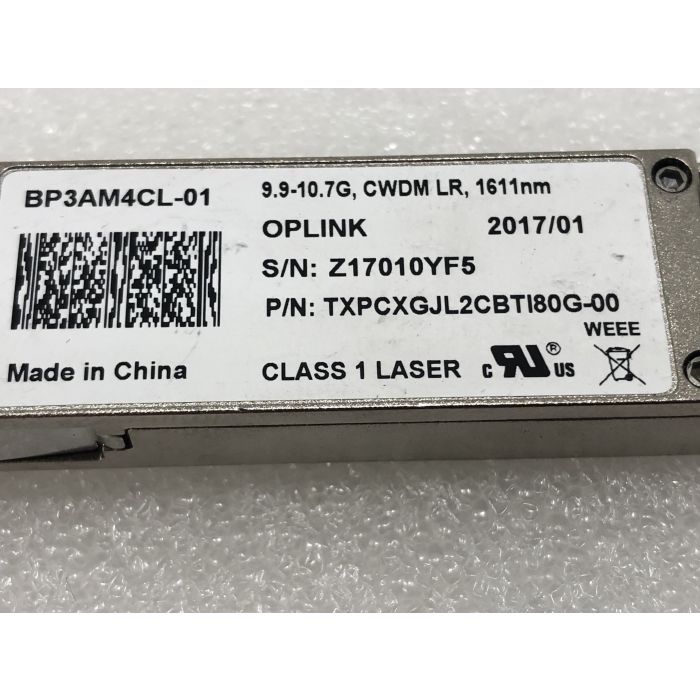 BP3AM4CL-01
9.9-10.7G, CWDM LR, 1611nm
OPLINK 2017/01
S/N: Z17010YF5
P/N: TXPCXGJL2CBTI80G-00
WEEE
Made in China
CLASS 1 LASER
c RU ® US